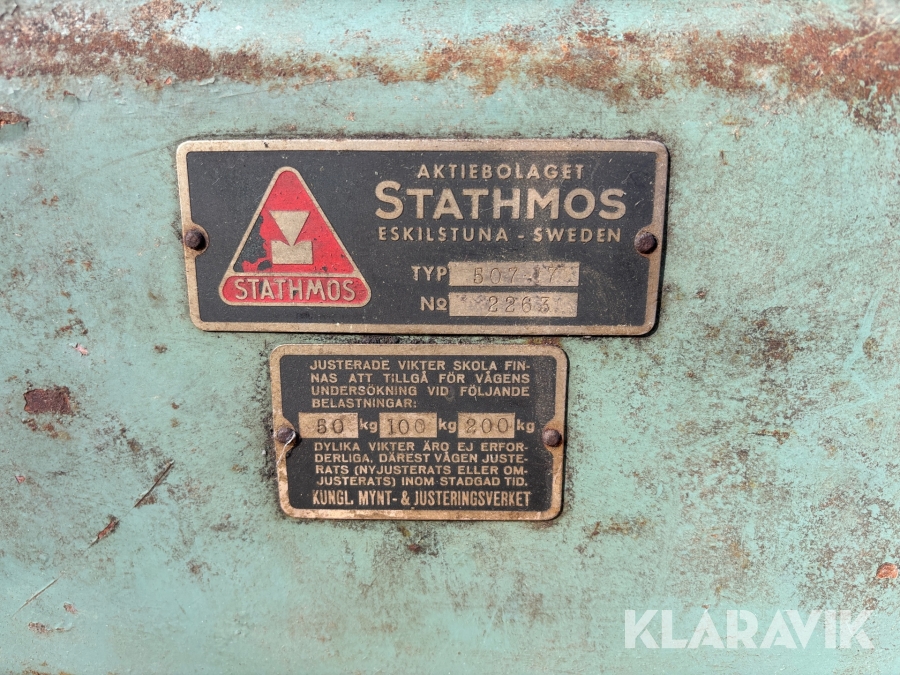 AKTIEBOLAGET
STATHMOS
ESKILSTUNA - SWEDEN
TYP 507-7
No 2263
STATHMOS
JUSTERADE VIKTER SKOLA FIN-
NAS ATT TILLGÅ FÖR VÅGENS
UNDERSÖKNING VID FÖLJANDE
BELASTNINGAR:
50 kg 100 kg 200 kg
DYLIKA VIKTER ÄRO EJ ERFOR-
DERLIGA, DÄREST VÅGEN JUSTE-
RATS (NYJUSTERATS ELLER OM-
JUSTERATS) INOM STADGAD TID.
KUNGL. MYNT- & JUSTERINGSVERKET
KLARAVIK